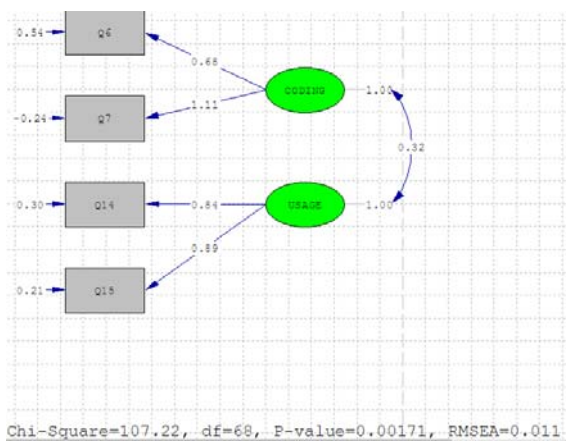 0.54 Q6
0.68
CODING 1.00
-0.24 Q7 1.11
0.32
0.30 Q14 0.84 USAGE 1.00
0.89
0.21 Q15
Chi-Square=107.22, df=68, P-value=0.00171, RMSEA=0.011